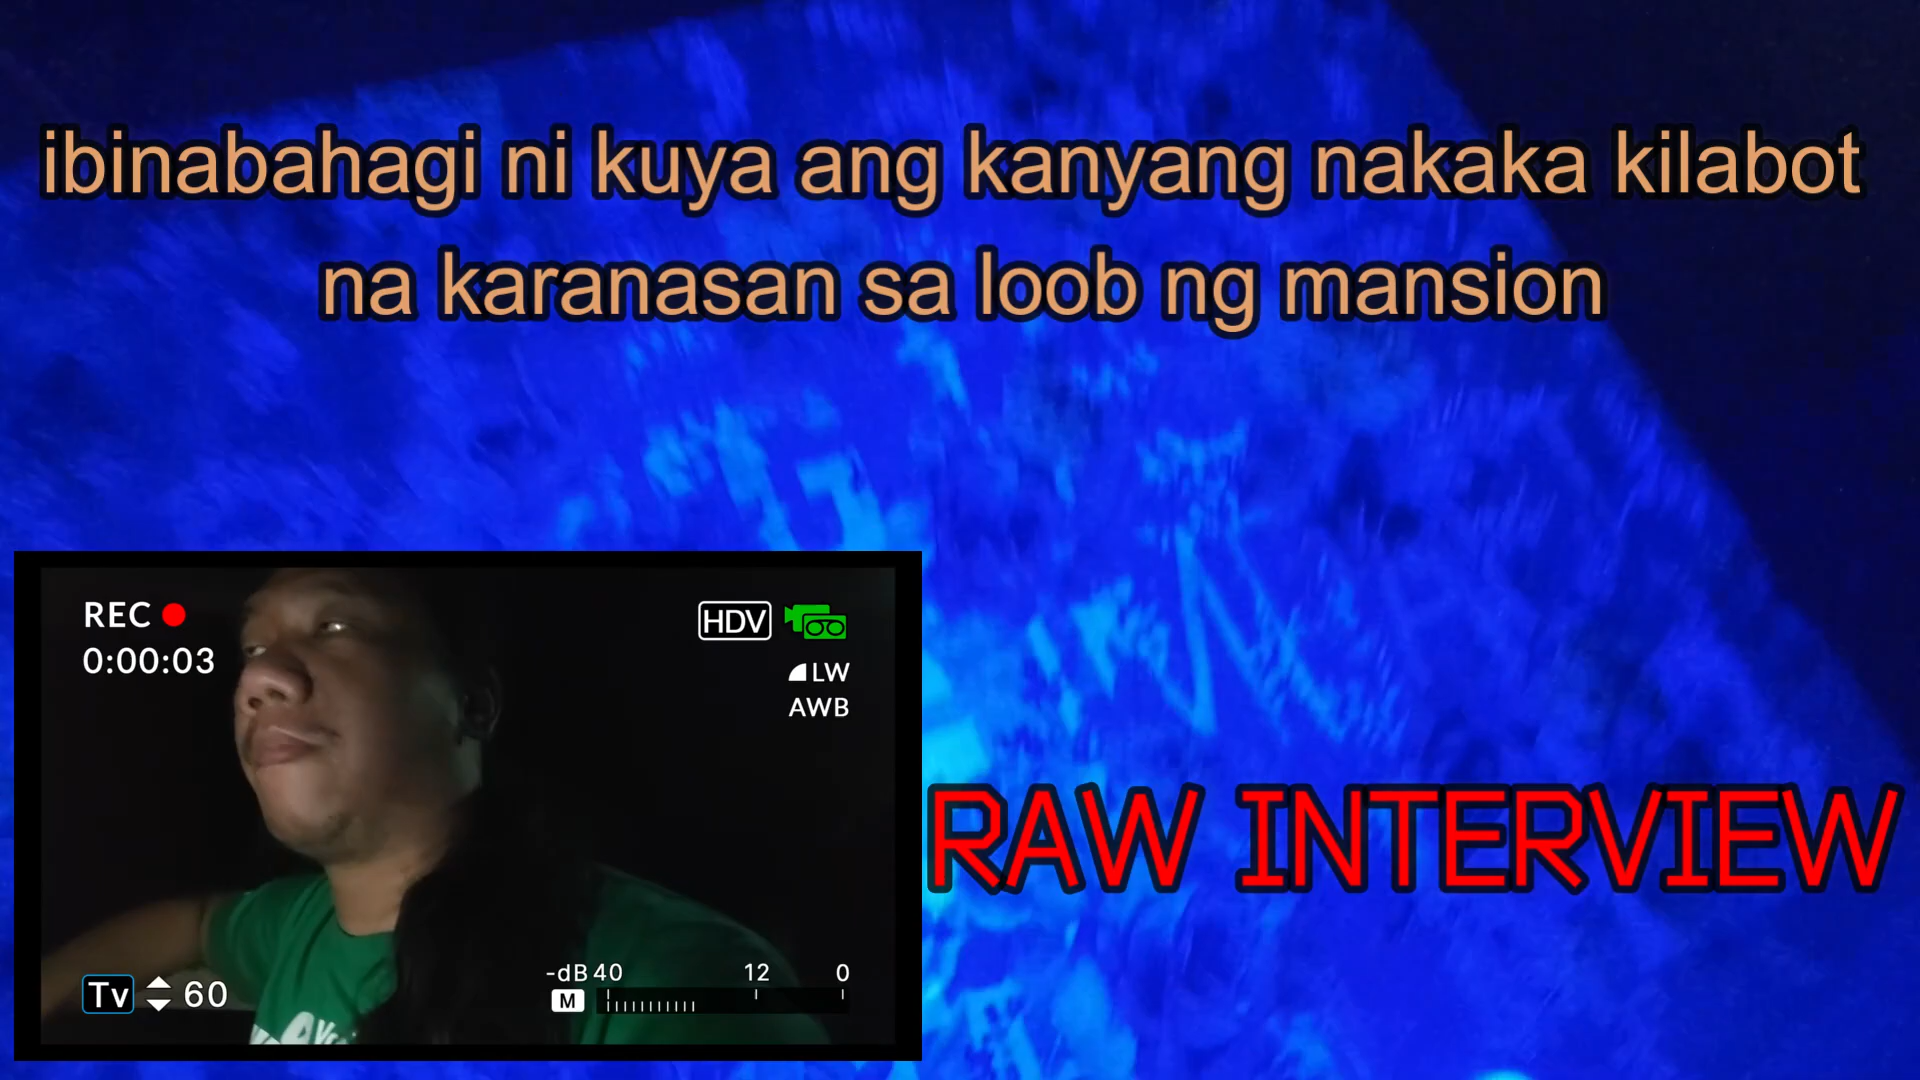 ibinabahagi ni kuya ang kanyang nakaka kilabot
na karanasan sa loob ng mansion
REC
HDV
0:00:03
LW
AWB
RAW INTERVIEW
-dB 40 12 0
Tv 60
M